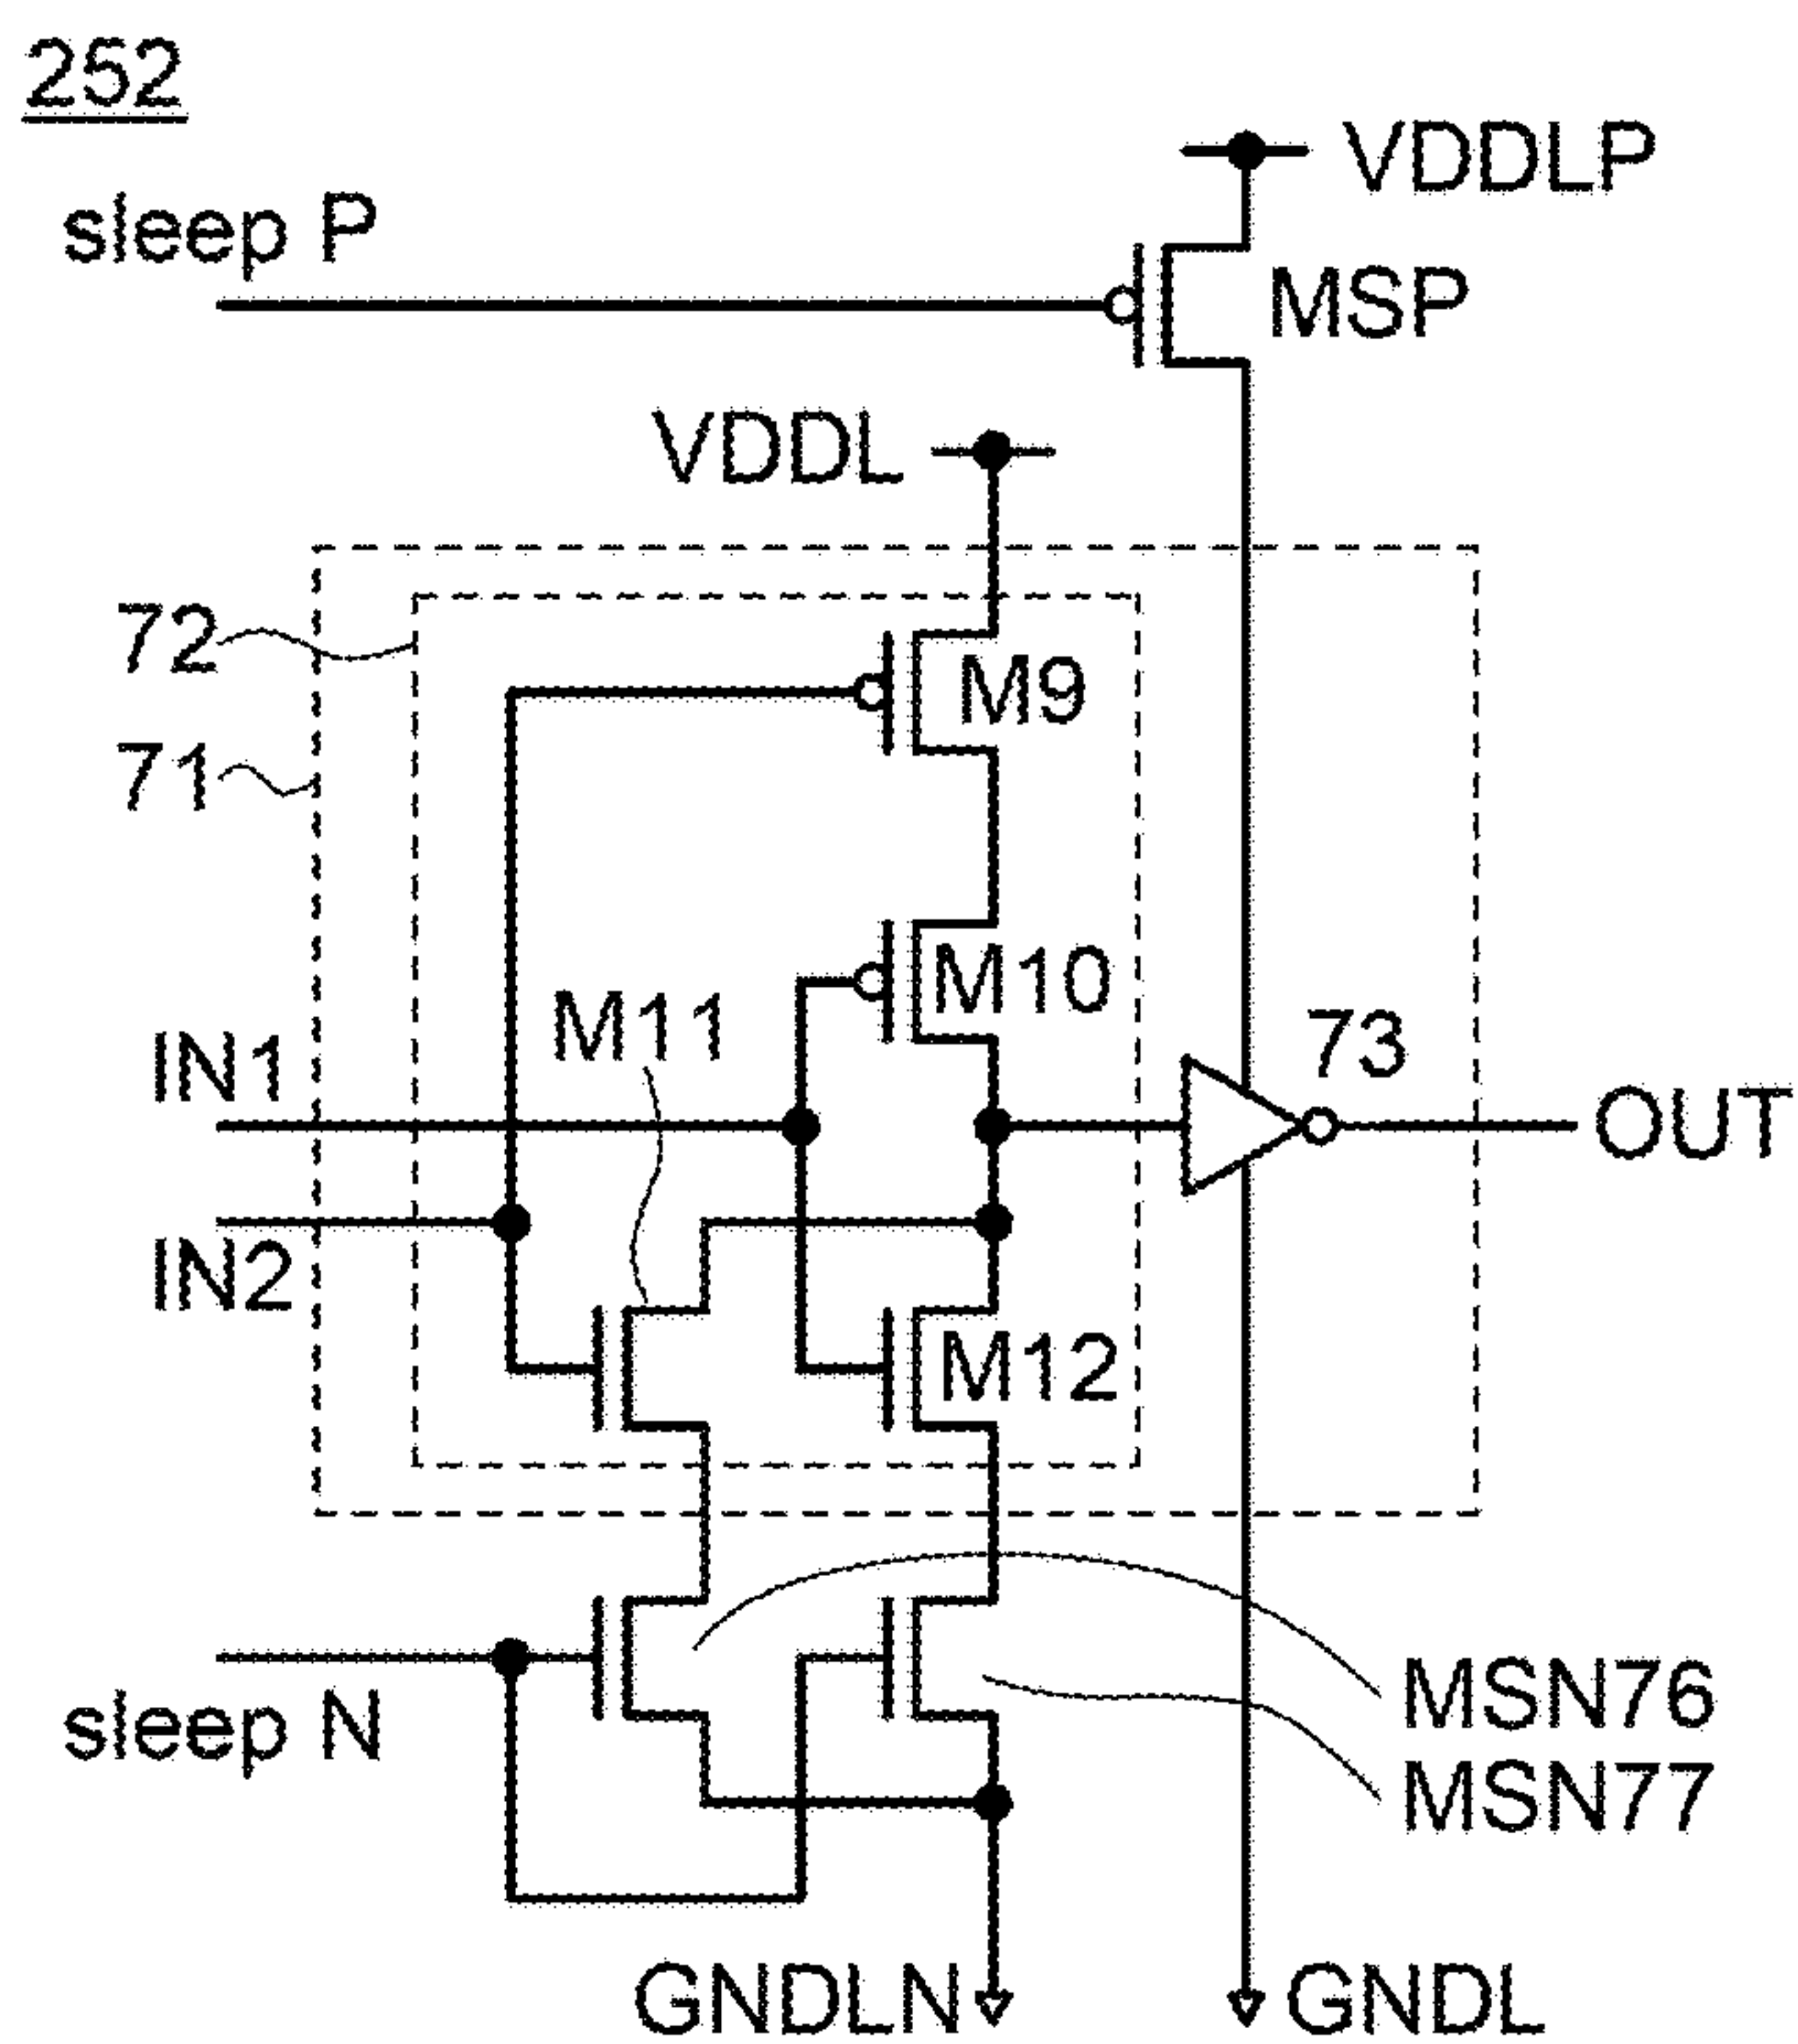 252
VDDLP
sleep P
MSP
VDDL
72
M9
71
M10
M11
73
IN1
OUT
IN2
M12
MSN76
sleep N
MSN77
GNDLN
GNDL